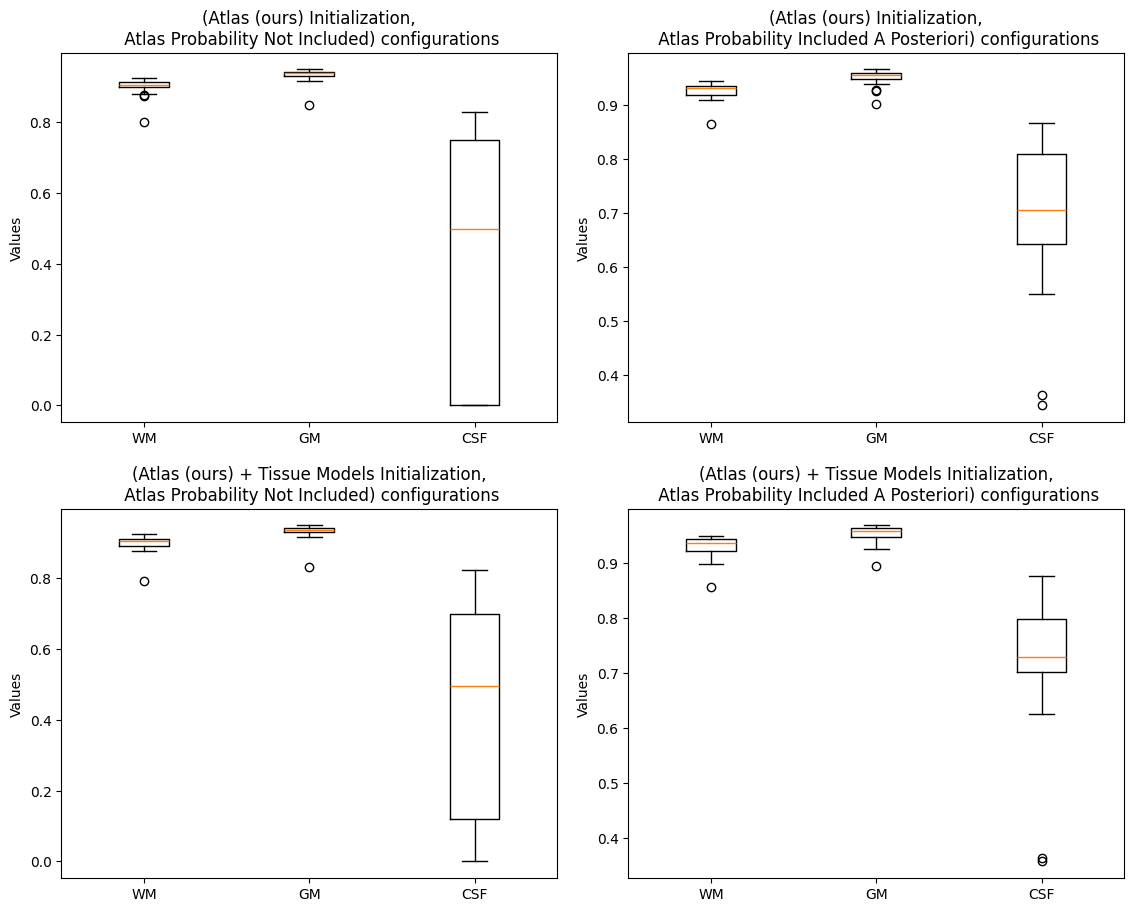 (Atlas (ours) Initialization,
Atlas Probability Not Included) configurations
Values
0.8
0.6
0.4
0.2
0.0
WM GM CSF
(Atlas (ours) Initialization,
Atlas Probability Included A Posteriori) configurations
Values
0.9
0.8
0.7
0.6
0.5
0.4
WM GM CSF
(Atlas (ours) + Tissue Models Initialization,
Atlas Probability Not Included) configurations
Values
0.8
0.6
0.4
0.2
0.0
WM GM CSF
(Atlas (ours) + Tissue Models Initialization,
Atlas Probability Included A Posteriori) configurations
Values
0.9
0.8
0.7
0.6
0.5
0.4
WM GM CSF